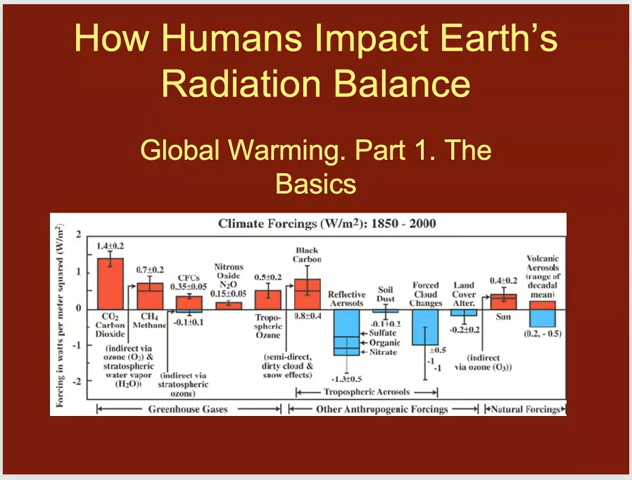 How Humans Impact Earth's
Radiation Balance
Global Warming. Part 1. The
Basics
Climate Forcings (W/m²): 1850 - 2000
Forcing in watts per meter squared (W/m²)
2
1
0
-1
-2
1.4±0.2
CO₂
Carbon
Dioxide
0.7±0.2
CH₄
Methane
(indirect via
ozone (O₃) &
stratospheric
water vapor
(H₂O))
CFCs
0.35±0.05
-0.1±0.1
(indirect via
stratospheric
ozone)
Nitrous
Oxide
N₂O
0.15±0.05
0.5±0.2
Tropo-
spheric
Ozone
Black
Carbon
0.8±0.4
(semi-direct,
dirty cloud &
snow effects)
Reflective
Aerosols
Sulfate
Organic
Nitrate
-1.3±0.5
Soil
Dust
-0.1±0.2
Forced
Cloud
Changes
±0.5
-1
-1
Land
Cover
Alter.
-0.2±0.2
0.4±0.2
Sun
(indirect
via ozone (O₃))
Volcanic
Aerosols
(range of
decadal
mean)
(0.2, - 0.5)
Tropospheric Aerosols
Greenhouse Gases
Other Anthropogenic Forcings
Natural Forcings